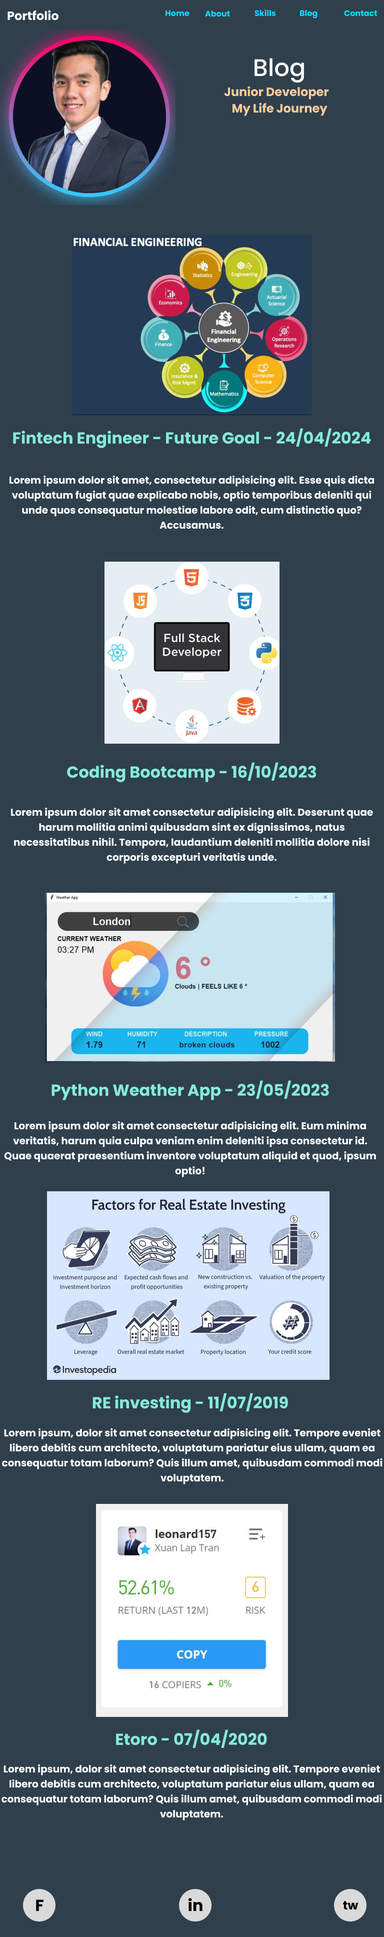 Portfolio
Home
About
Skills
Blog
Contact
Blog
Junior Developer
My Life Journey
FINANCIAL ENGINEERING
Statistics
Engineering
Economics
Actuarial
Science
Finance
Financial
Engineering
Operations
Research
Insurance &
Risk Mgmt
Computer
Science
Mathematics
Fintech Engineer - Future Goal - 24/04/2024
Lorem ipsum dolor sit amet, consectetur adipisicing elit. Esse quis dicta
voluptatum fugiat quae explicabo nobis, optio temporibus deleniti qui
unde quos consequatur molestiae labore odit, cum distinctio quo?
Accusamus.
5
JS
3
Full Stack
Developer
A
Java
Coding Bootcamp - 16/10/2023
Lorem ipsum dolor sit amet consectetur adipisicing elit. Deserunt quae
harum mollitia animi quibusdam sint ex dignissimos, natus
necessitatibus nihil. Tempora, laudantium deleniti mollitia dolore nisi
corporis excepturi veritatis unde.
Weather App
London
CURRENT WEATHER
03:27 PM
6 °
Clouds | FEELS LIKE 6 °
WIND
HUMIDITY
DESCRIPTION
PRESSURE
1.79
71
broken clouds
1002
Python Weather App - 23/05/2023
Lorem ipsum dolor sit amet consectetur adipisicing elit. Eum minima
veritatis, harum quia culpa veniam enim deleniti ipsa consectetur id.
Quae quaerat praesentium inventore voluptatum aliquid et quod, ipsum
optio!
Factors for Real Estate Investing
Investment purpose and
Investment horizon
Expected cash flows and
profit opportunities
New construction vs.
existing property
Valuation of the property
Leverage
Overall real estate market
Property location
Your credit score
Investopedia
RE investing - 11/07/2019
Lorem ipsum, dolor sit amet consectetur adipisicing elit. Tempore eveniet
libero debitis cum architecto, voluptatum pariatur eius ullam, quam ea
consequatur totam laborum? Quis illum amet, quibusdam commodi modi
voluptatem.
leonard157
Xuan Lap Tran
52.61%
6
RETURN (LAST 12M)
RISK
COPY
16 COPIERS
0%
Etoro - 07/04/2020
Lorem ipsum, dolor sit amet consectetur adipisicing elit. Tempore eveniet
libero debitis cum architecto, voluptatum pariatur eius ullam, quam ea
consequatur totam laborum? Quis illum amet, quibusdam commodi modi
voluptatem.
F
in
tw